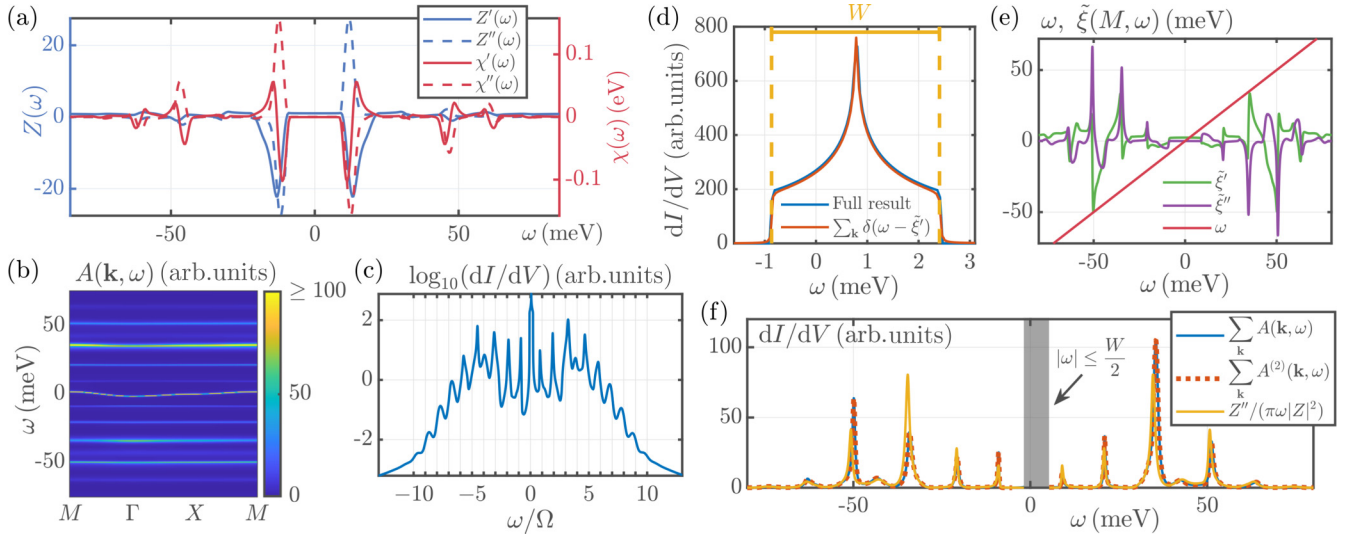 (a)
Z(ω)
20
0
-20
-50
0
50
ω (meV)
0.1
0
-0.1
χ(ω) (eV)
Z′(ω)
Z″(ω)
χ′(ω)
χ″(ω)
(b)
A(k, ω) (arb.units)
ω (meV)
50
0
-50
M
Γ
X
M
≥ 100
50
0
(c)
log₁₀(dI/dV) (arb.units)
2
0
-2
-10
-5
0
5
10
ω/Ω
(d)
W
dI/dV (arb.units)
800
600
400
200
0
-1
0
1
2
3
ω (meV)
Full result
∑ₖ δ(ω − ξ̃′)
(e)
ω, ξ̃(M, ω) (meV)
50
0
-50
-50
0
50
ω (meV)
ξ̃′
ξ̃″
ω
(f)
dI/dV (arb.units)
100
50
0
-50
0
50
ω (meV)
|ω| ≤ W/2
∑ₖ A(k, ω)
∑ₖ A⁽²⁾(k, ω)
Z″/(πω|Z|²)